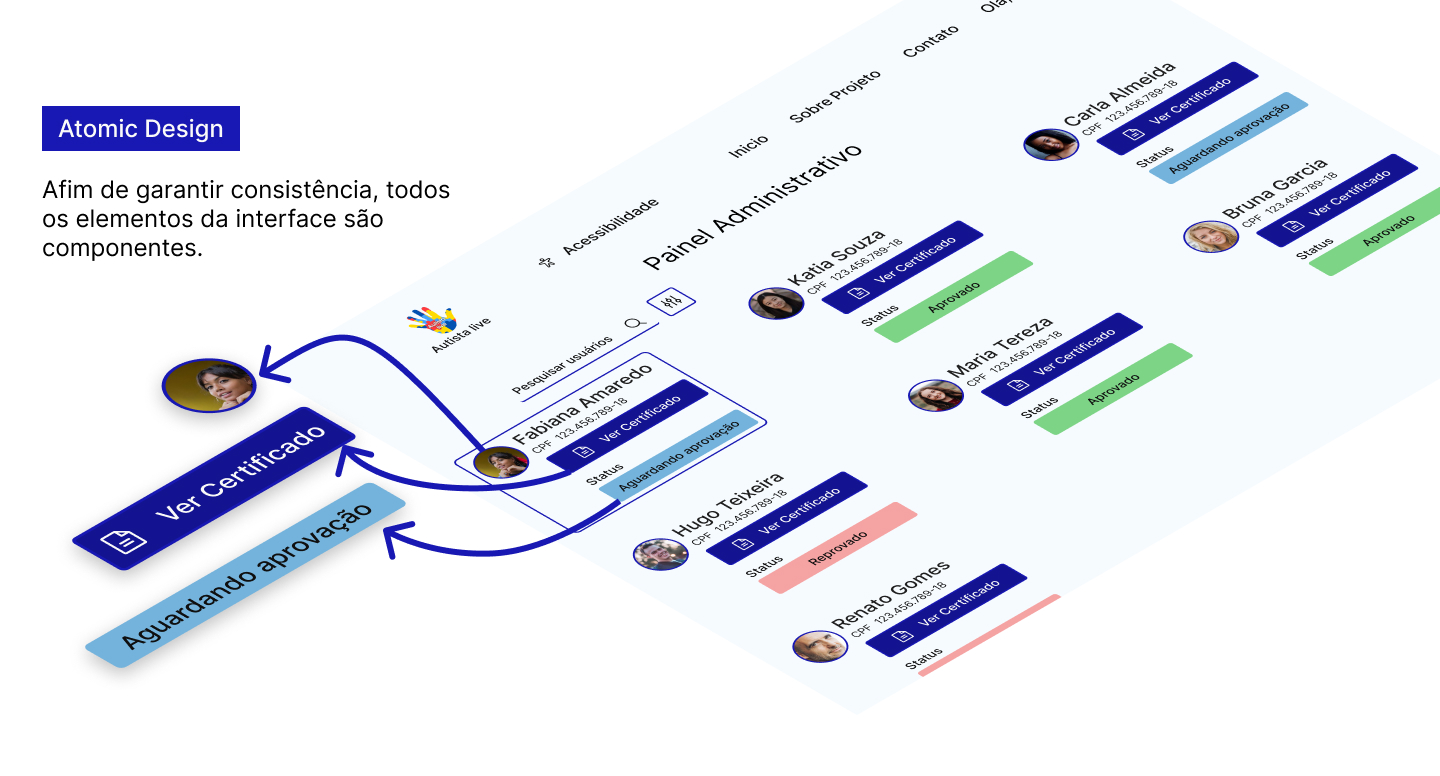 Atomic Design
Afim de garantir consistência, todos
os elementos da interface são
componentes.
Ver Certificado
Aguardando aprovação
Autista live
Acessibilidade
Inicio
Sobre Projeto
Contato
Painel Administrativo
Pesquisar usuários
Fabiana Amaredo
CPF 123.456.789-18
Ver Certificado
Status
Aguardando aprovação
Katia Souza
CPF 123.456.789-18
Ver Certificado
Status
Aprovado
Carla Almeida
CPF 123.456.789-18
Ver Certificado
Status
Aguardando aprovação
Hugo Teixeira
CPF 123.456.789-18
Ver Certificado
Status
Reprovado
Maria Tereza
CPF 123.456.789-18
Ver Certificado
Status
Aprovado
Bruna Garcia
CPF 123.456.789-18
Ver Certificado
Status
Aprovado
Renato Gomes
CPF 123.456.789-18
Ver Certificado
Status